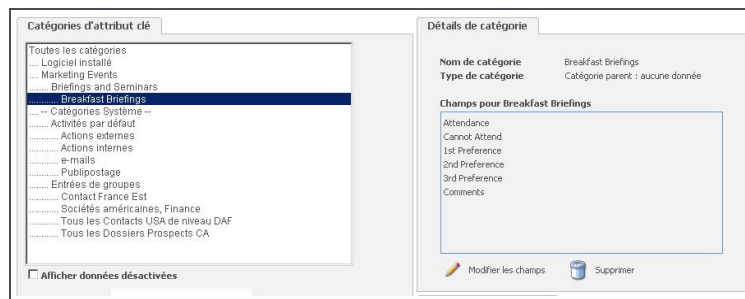 Catégories d'attribut clé
Toutes les catégories
.... Logiciel installé
.... Marketing Events
........ Briefings and Seminars
............ Breakfast Briefings
.... -- Catégories Système --
........ Activités par défaut
............ Actions externes
............ Actions internes
............ e-mails
............ Publipostage
........ Entrées de groupes
............ Contact France Est
............ Sociétés américaines, Finance
............ Tous les Contacts USA de niveau DAF
............ Tous les Dossiers Prospects CA
Afficher données désactivées
Détails de catégorie
Nom de catégorie Breakfast Briefings
Type de catégorie Catégorie parent : aucune donnée
Champs pour Breakfast Briefings
Attendance
Cannot Attend
1st Preference
2nd Preference
3rd Preference
Comments
Modifier les champs Supprimer